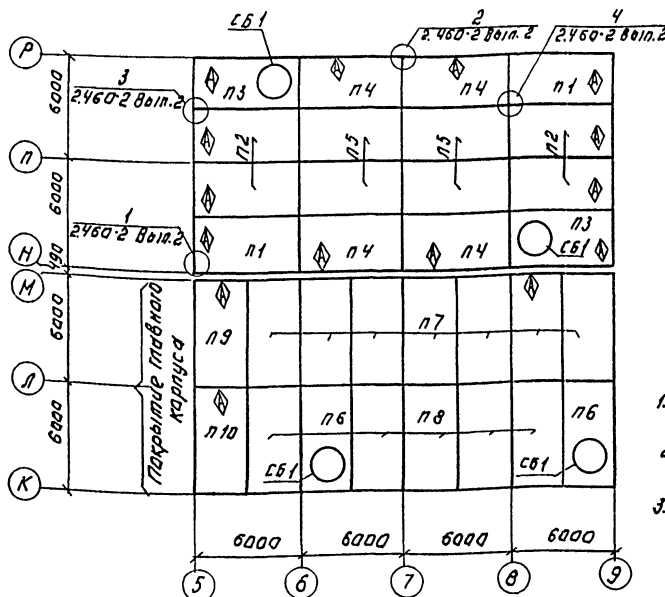 СБ1
2
2.460-2 Вып.2
4
2.460-2 Вып.2
Р
А
П3
А
П4
А
П4
П1
А
6000
3
2.460-2 Вып.2
А
П2
П5
П5
П2
А
П
6000
А
А
1
2.460-2 Вып.2
А
П1
А
П4
А
П4
П3
СБ1
А
Н
490
М
Покрытие главного
корпуса
А
А
П9
П7
6000
Л
А
П10
П6
П8
П6
СБ1
СБ1
6000
К
6000
6000
6000
6000
5
6
7
8
9
1.
3.